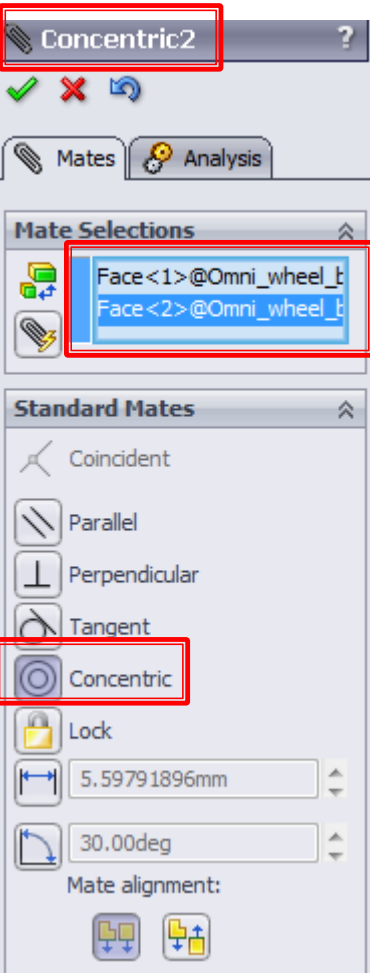 Concentric2 ?
Mates Analysis
Mate Selections
Face<1>@Omni_wheel_b
Face<2>@Omni_wheel_b
Standard Mates
Coincident
Parallel
Perpendicular
Tangent
Concentric
Lock
5.59791896mm
30.00deg
Mate alignment: